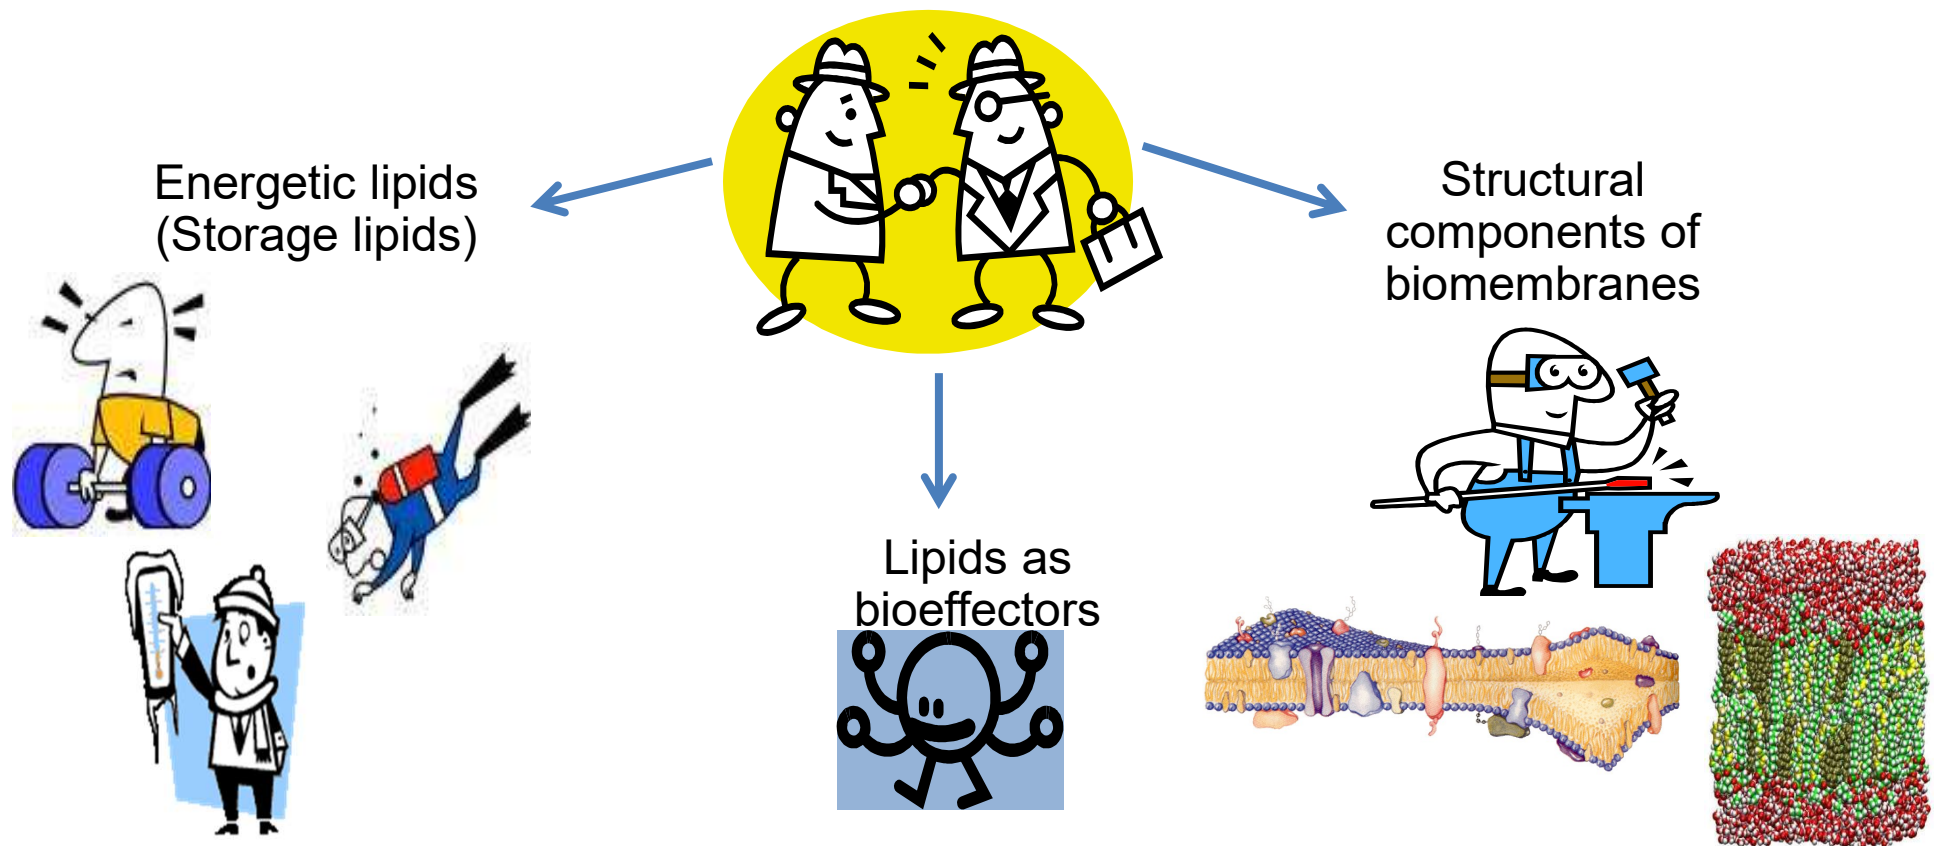 Energetic lipids
(Storage lipids)
Structural
components of
biomembranes
Lipids as
bioeffectors